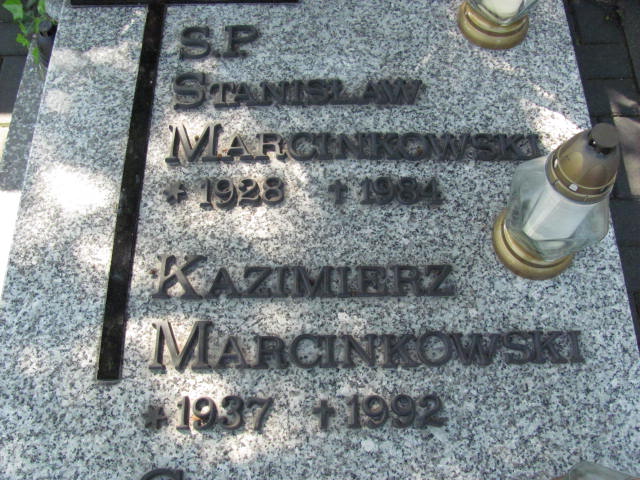 S.P
STANISŁAW
MARCINKOWSKI
* 1928 † 1984
KAZIMIERZ
MARCINKOWSKI
* 1937 † 1992